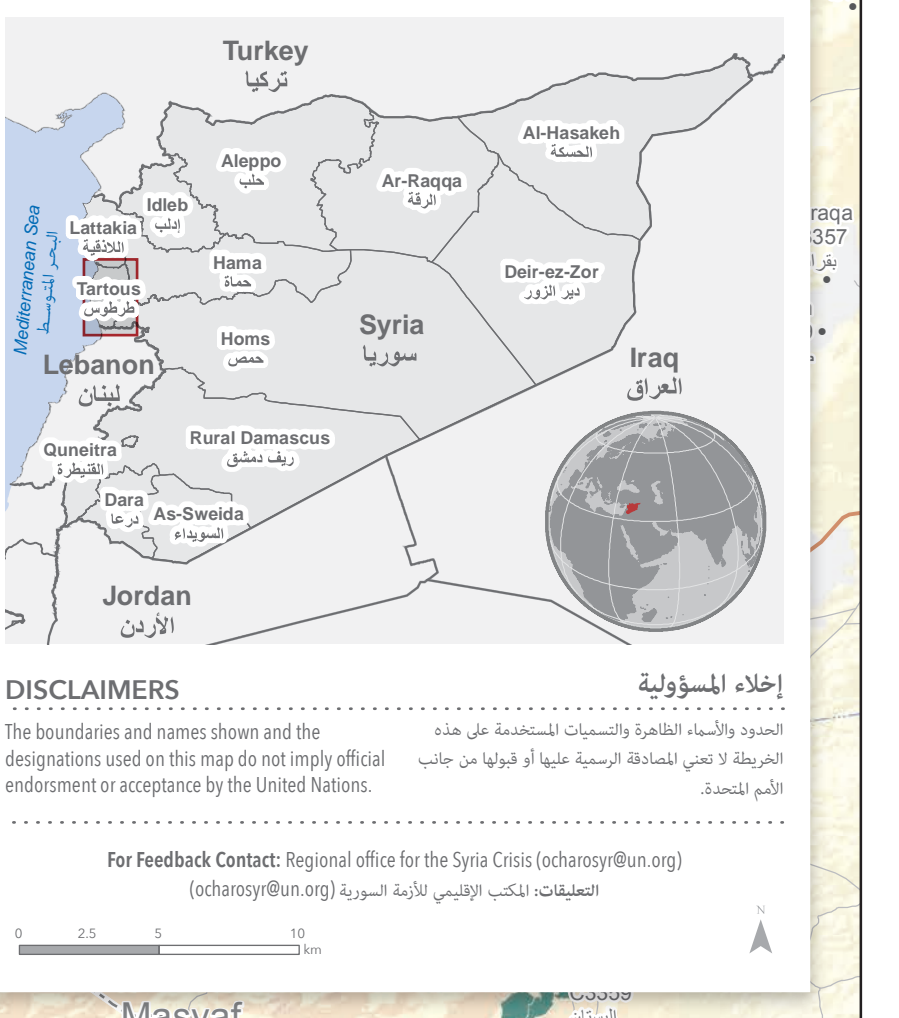 Turkey
تركيا
Al-Hasakeh
الحسكة
Aleppo
حلب
Ar-Raqqa
الرقة
Idleb
إدلب
Lattakia
اللاذقية
Mediterranean Sea
البحر المتوسط
Hama
حماة
Deir-ez-Zor
دير الزور
Tartous
طرطوس
Homs
حمص
Syria
سوريا
Lebanon
لبنان
Iraq
العراق
Rural Damascus
ريف دمشق
Quneitra
القنيطرة
Dara
درعا
As-Sweida
السويداء
Jordan
الأردن
raqa
357
DISCLAIMERS
إخلاء المسؤولية
The boundaries and names shown and the
designations used on this map do not imply official
endorsment or acceptance by the United Nations.
الحدود والأسماء الظاهرة والتسميات المستخدمة على هذه
الخريطة لا تعني المصادقة الرسمية عليها أو قبولها من جانب
الأمم المتحدة.
For Feedback Contact: Regional office for the Syria Crisis (ocharosyr@un.org)
التعليقات: المكتب الإقليمي للأزمة السورية (ocharosyr@un.org)
0 2.5 5 10
km
N
Masyaf
C3359